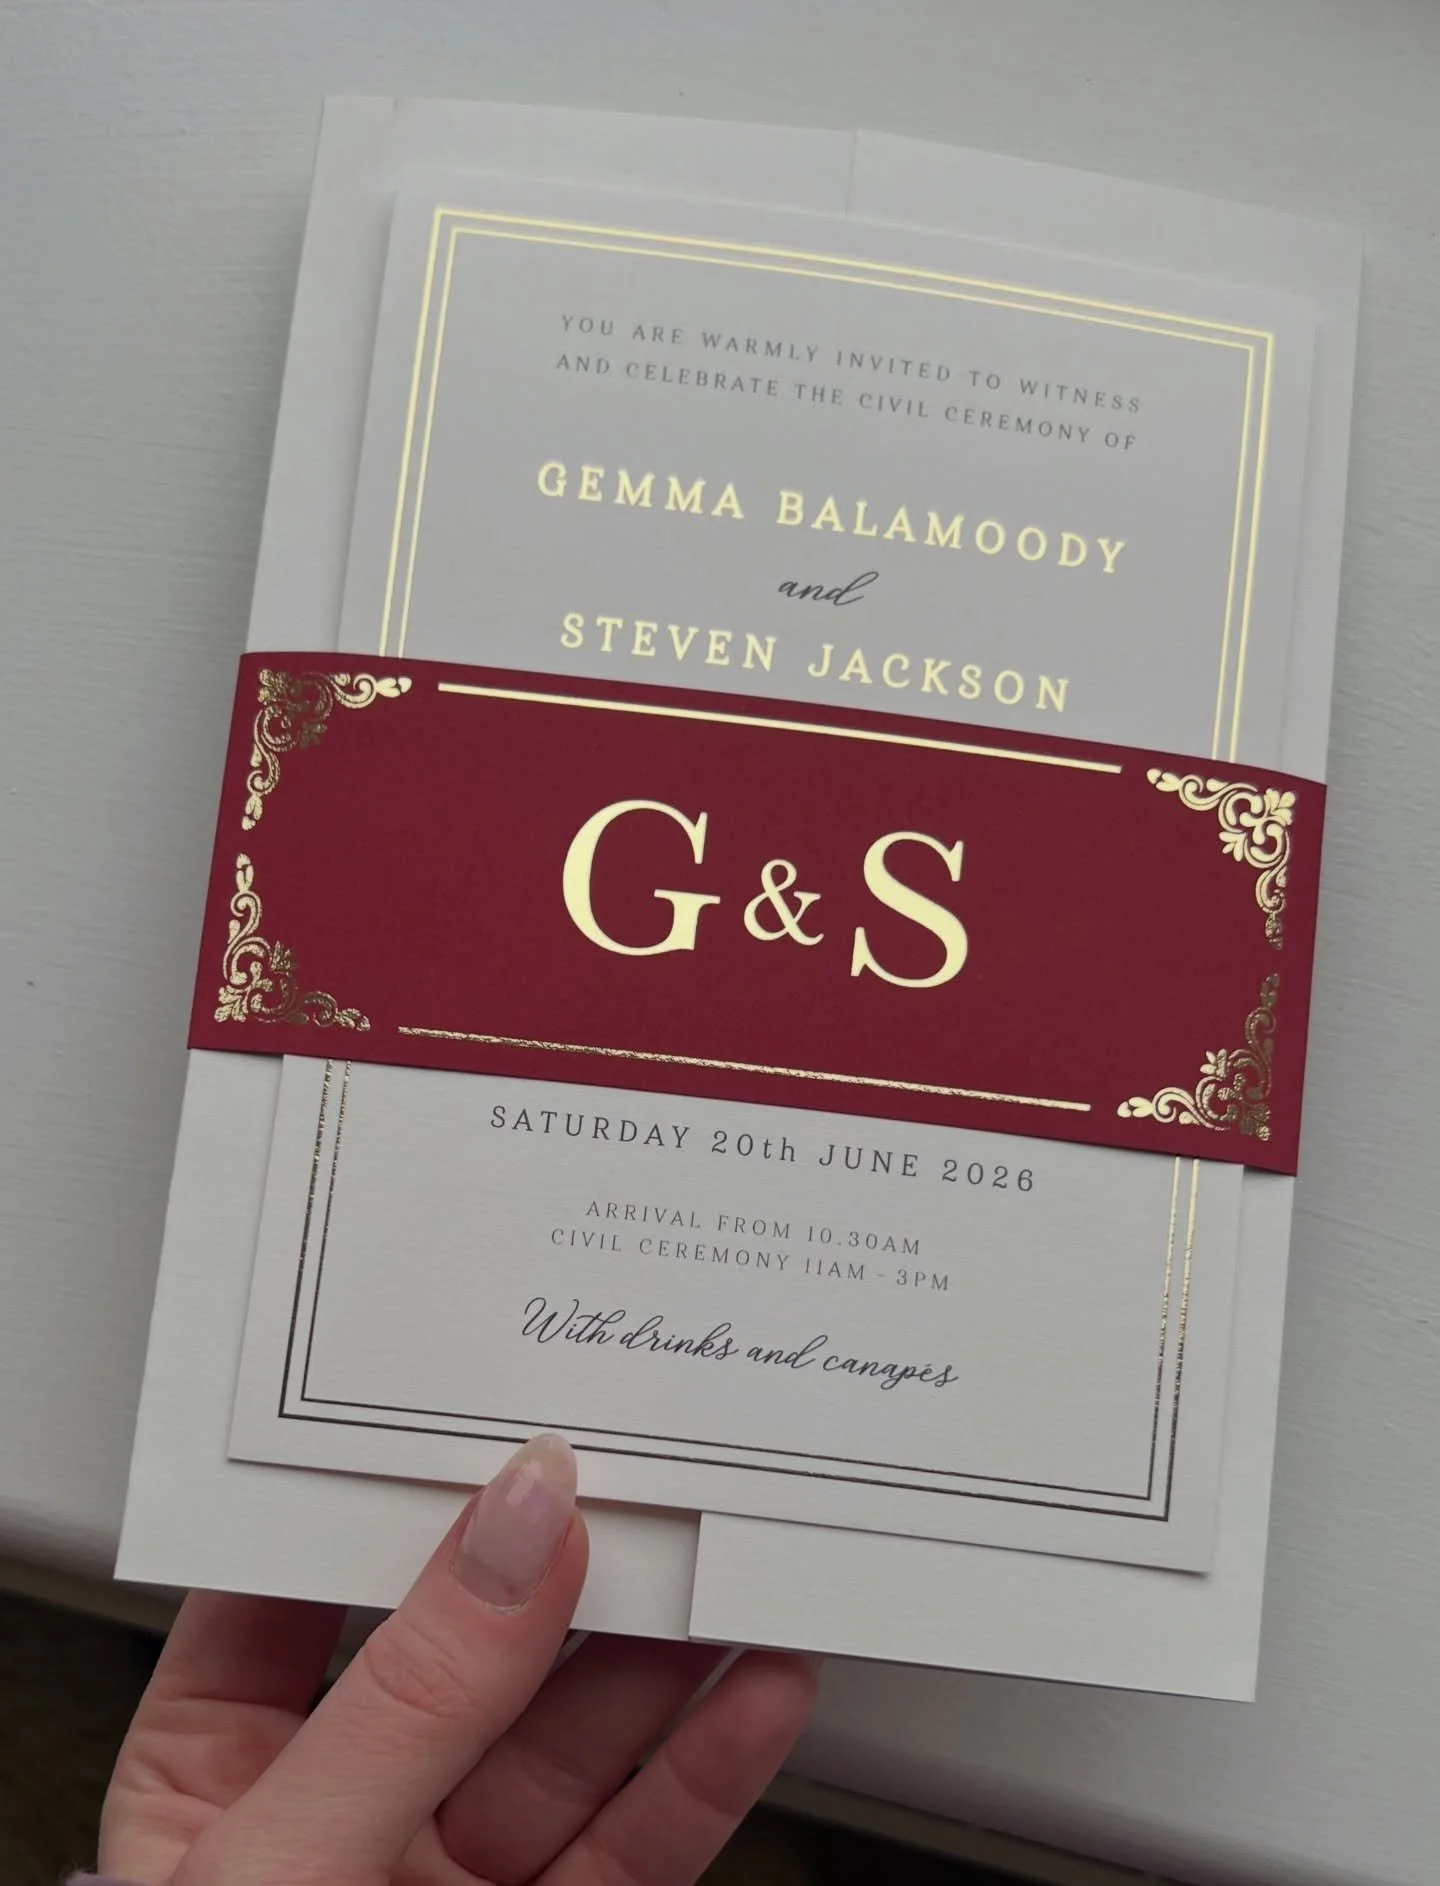 YOU ARE WARMLY INVITED TO WITNESS
AND CELEBRATE THE CIVIL CEREMONY OF
GEMMA BALAMOODY
and
STEVEN JACKSON
G & S
SATURDAY 20th JUNE 2026
ARRIVAL FROM 10.30AM
CIVIL CEREMONY 11AM - 3PM
With drinks and canapés